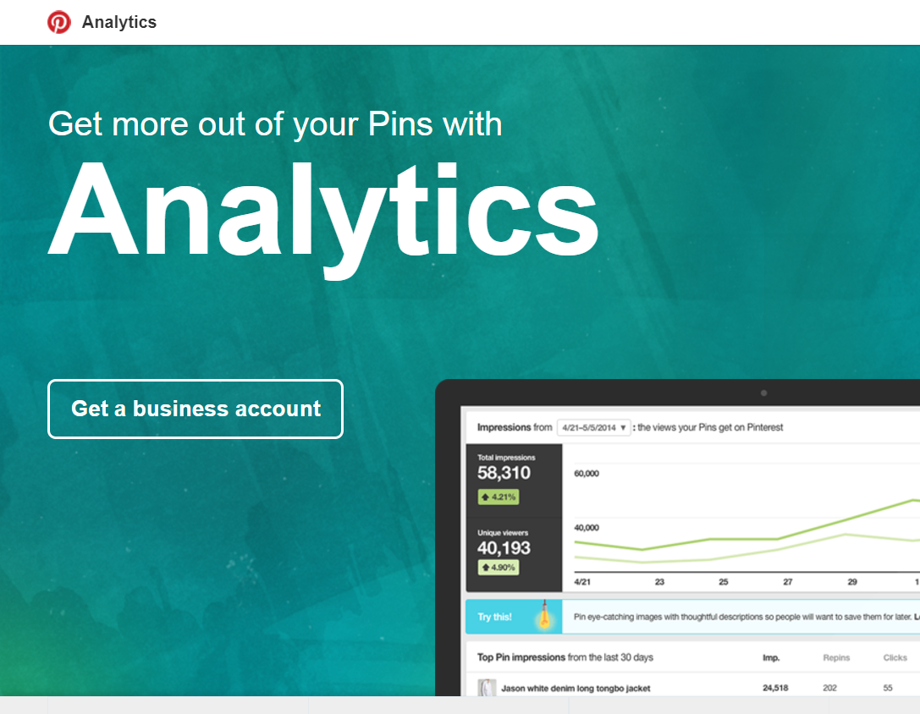 Analytics
Get more out of your Pins with
Analytics
Get a business account
Impressions from 4/21–5/5/2014 ▼ : the views your Pins get on Pinterest
Total impressions
58,310
4.21%
Unique viewers
40,193
4.90%
60,000
40,000
4/21 23 25 27 29 1
Try this! Pin eye-catching images with thoughtful descriptions so people will want to save them for later.
Top Pin impressions from the last 30 days Imp. Repins Clicks
Jason white denim long tongbo jacket 24,518 202 55